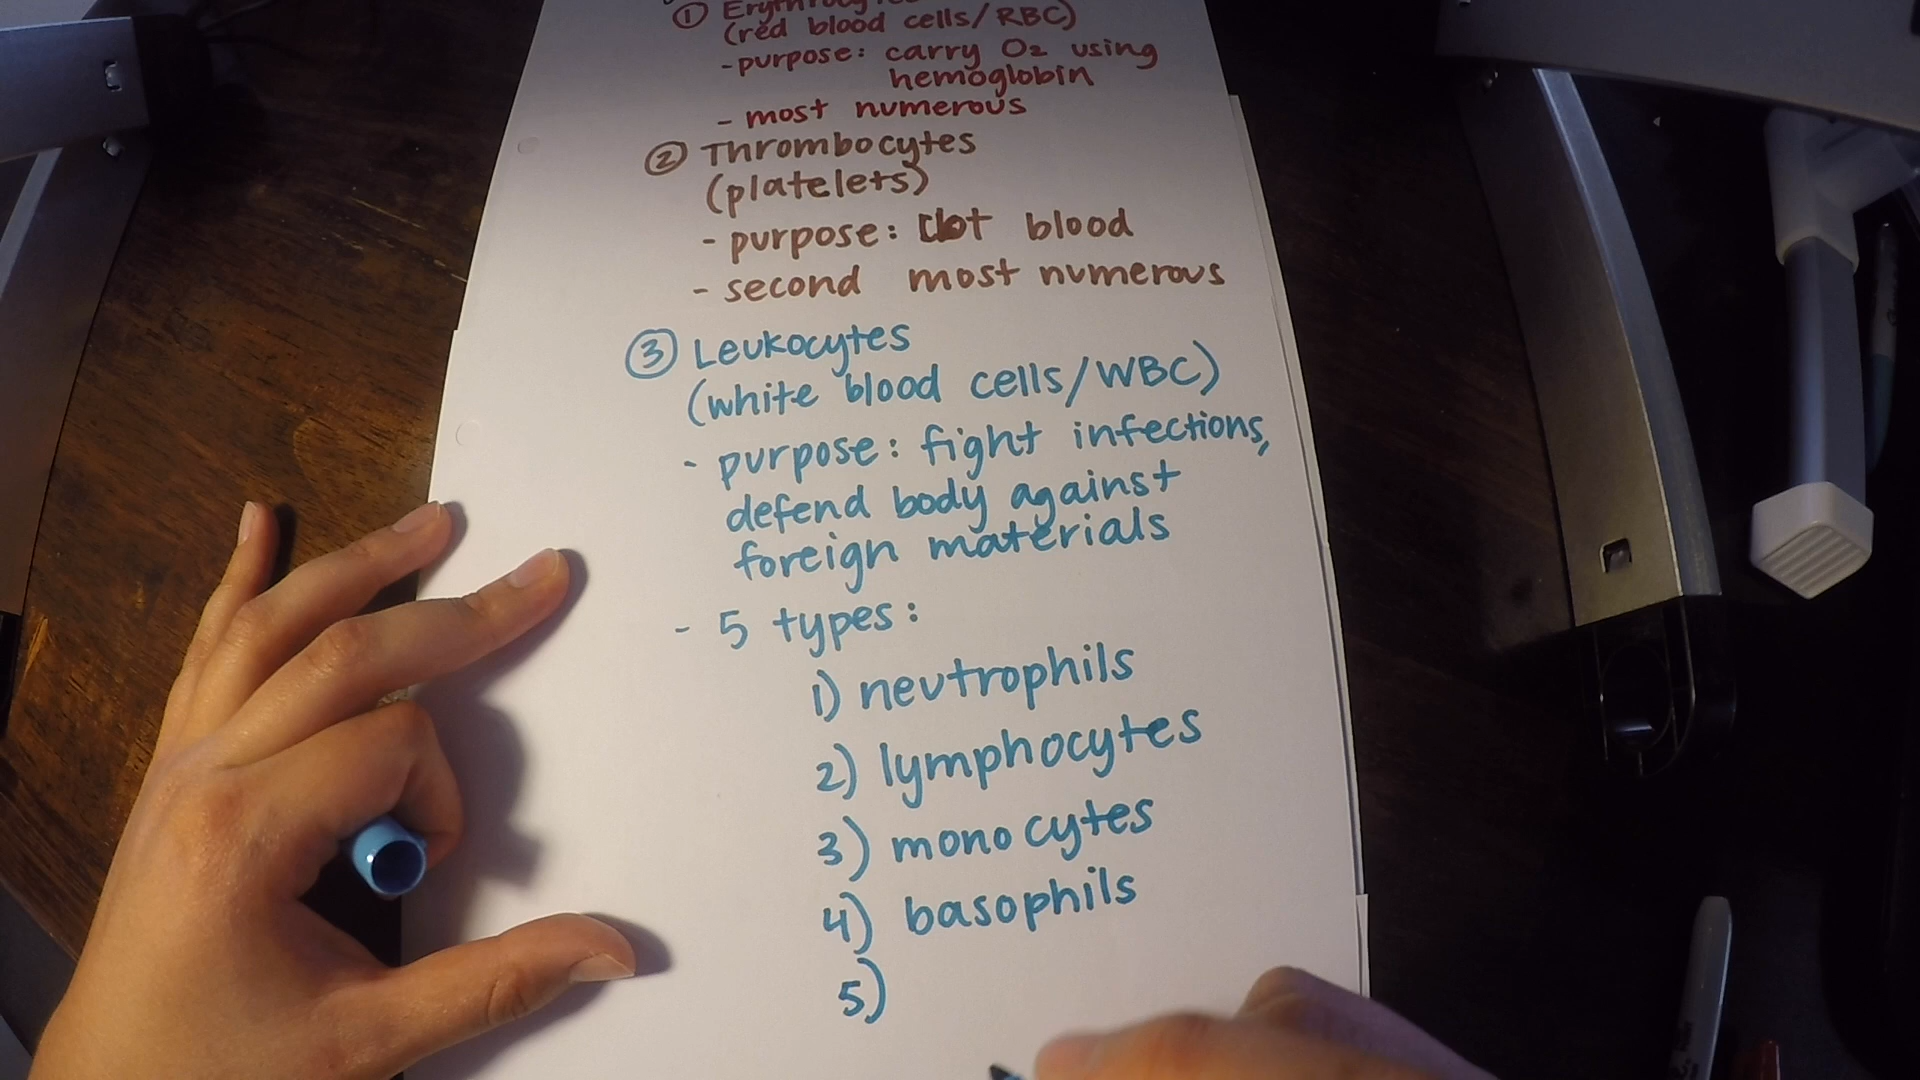 ① Erythrocytes
(red blood cells/RBC)
- purpose: carry O2 using
hemoglobin
- most numerous
② Thrombocytes
(platelets)
- purpose: clot blood
- second most numerous
③ Leukocytes
(white blood cells/WBC)
- purpose: fight infections,
defend body against
foreign materials
- 5 types:
1) neutrophils
2) lymphocytes
3) monocytes
4) basophils
5)